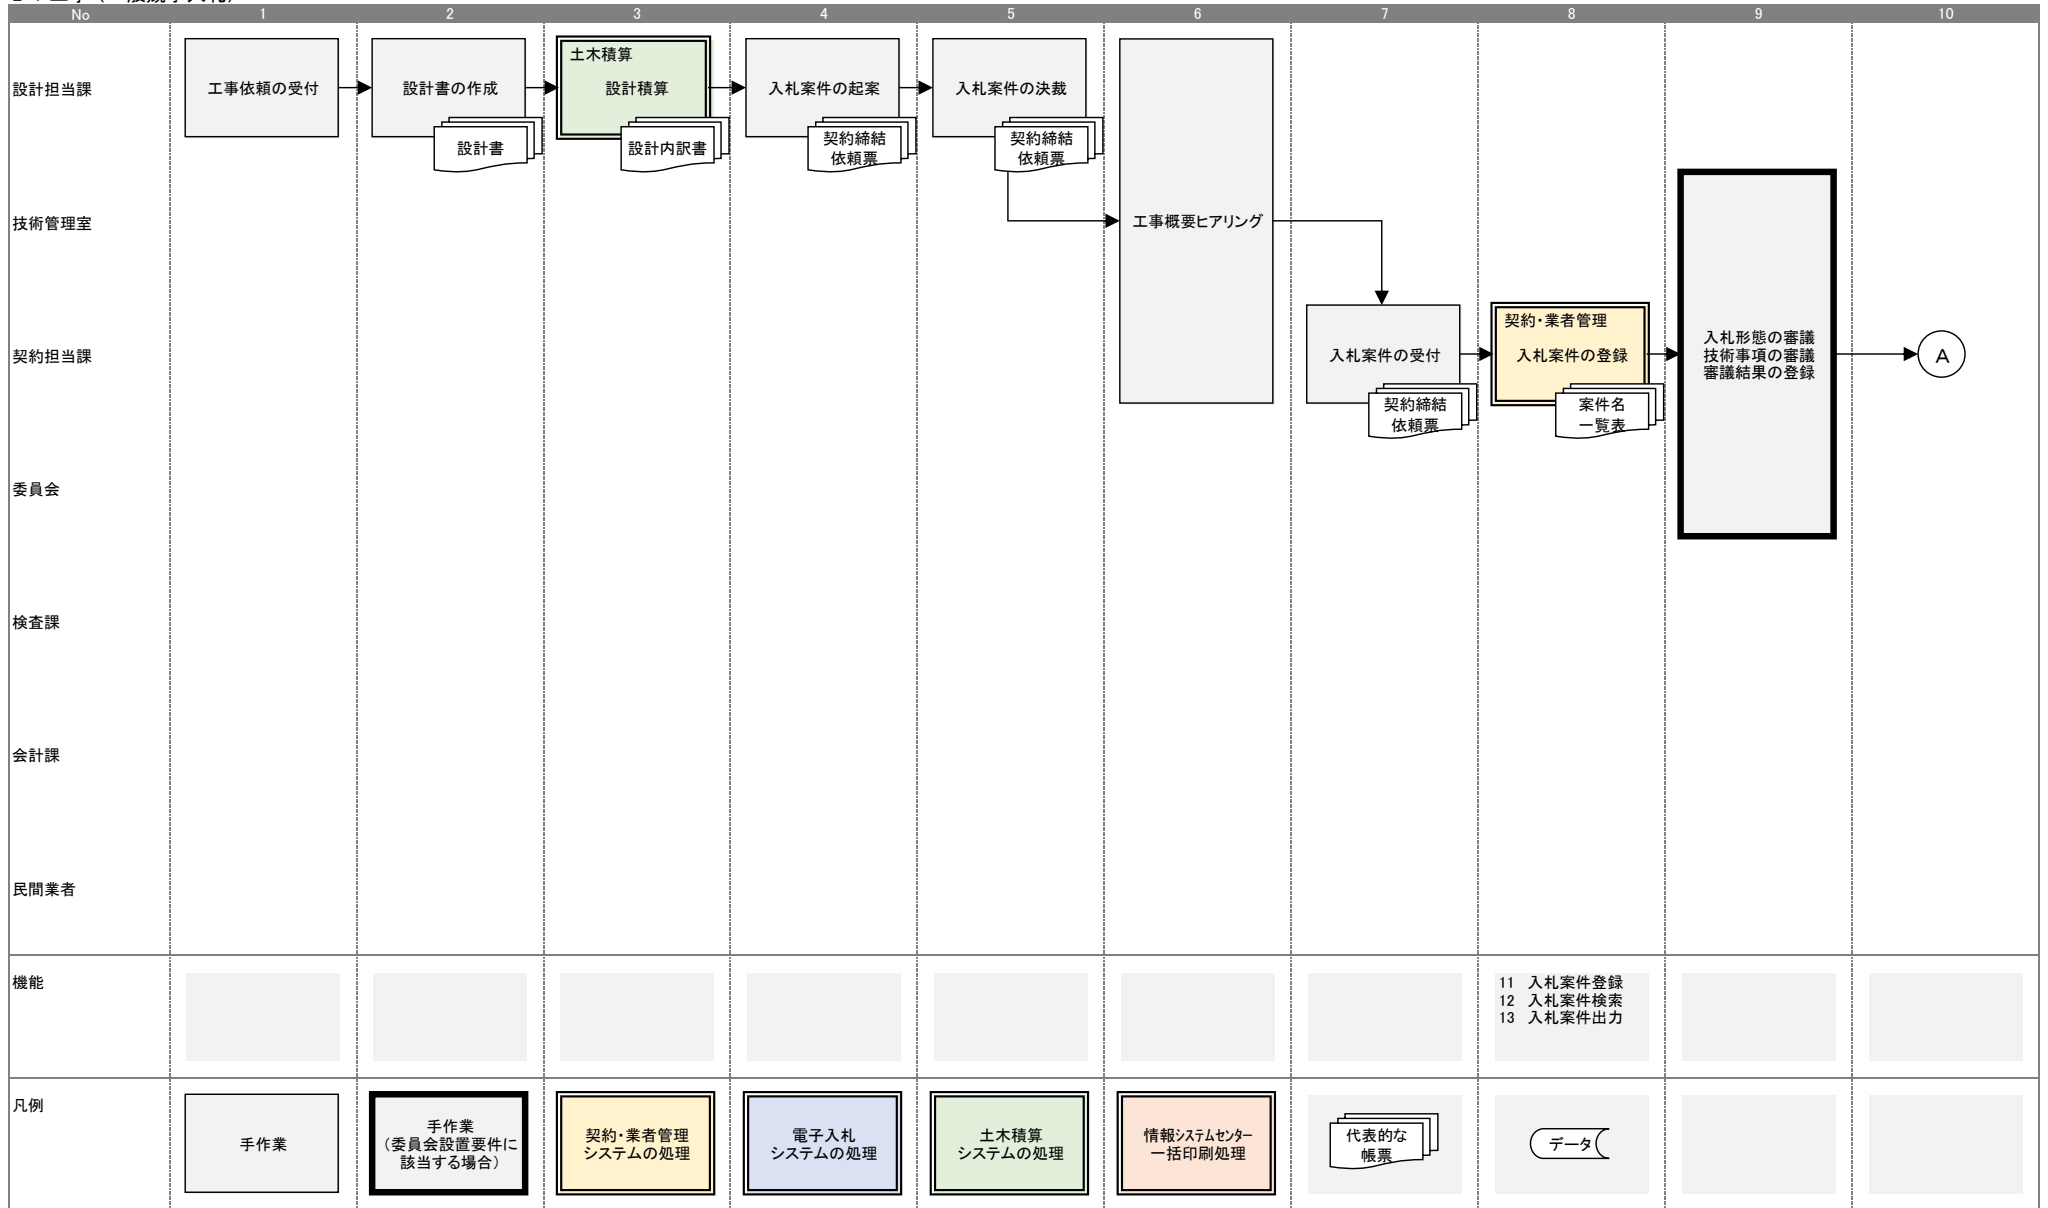 No 1 2 3 4 5 6 7 8 9 10
設計担当課
工事依頼の受付
設計書の作成
設計書
土木積算
設計積算
設計内訳書
入札案件の起案
契約締結
依頼票
入札案件の決裁
契約締結
依頼票
技術管理室
工事概要ヒアリング
契約担当課
入札案件の受付
契約締結
依頼票
契約・業者管理
入札案件の登録
案件名
一覧表
入札形態の審議
技術事項の審議
審議結果の登録
A
委員会
検査課
会計課
民間業者
機能
11 入札案件登録
12 入札案件検索
13 入札案件出力
凡例
手作業
手作業
（委員会設置要件に
該当する場合）
契約・業者管理
システムの処理
電子入札
システムの処理
土木積算
システムの処理
情報システムセンター
一括印刷処理
代表的な
帳票
データ